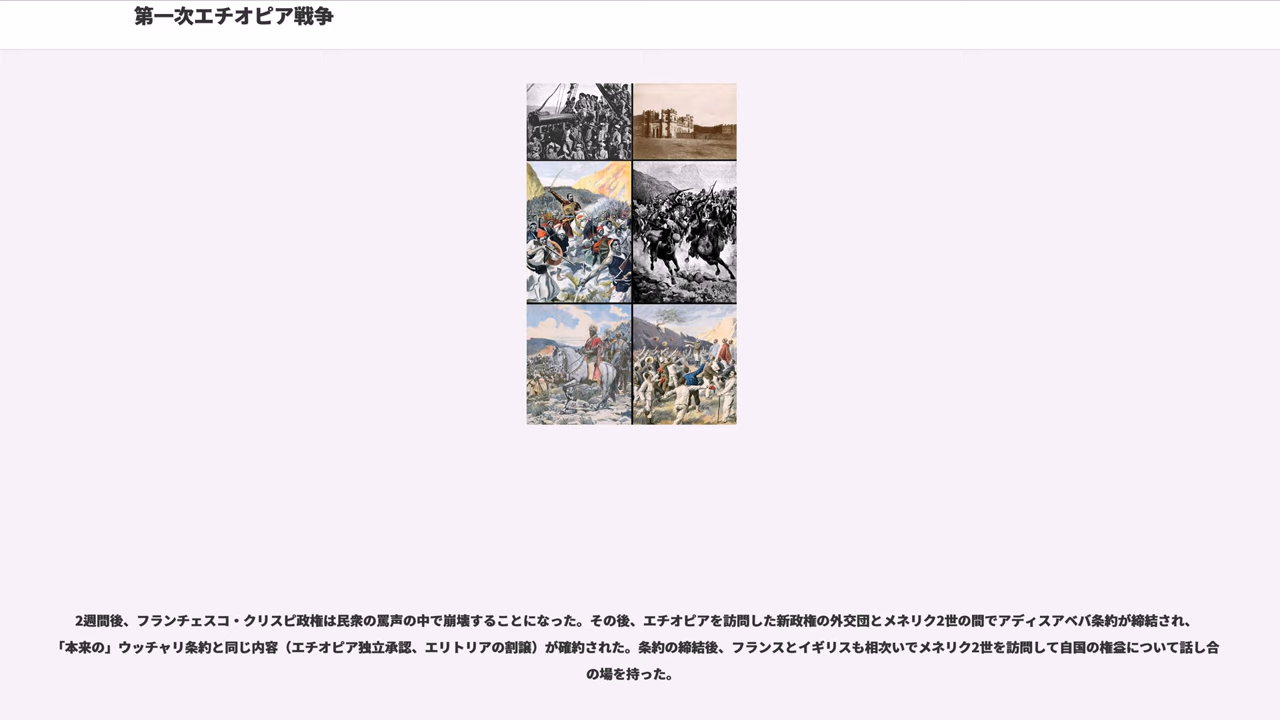 第一次エチオピア戦争
2週間後、フランチェスコ・クリスピ政権は民衆の罵声の中で崩壊することになった。その後、エチオピアを訪問した新政権の外交団とメネリク2世の間でアディスアベバ条約が締結され、
「本来の」ウッチャリ条約と同じ内容（エチオピア独立承認、エリトリアの割譲）が確約された。条約の締結後、フランスとイギリスも相次いでメネリク2世を訪問して自国の権益について話し合
の場を持った。